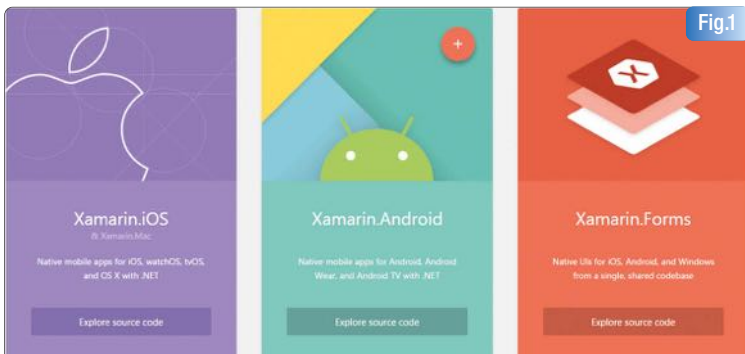 Fig.1
Xamarin.iOS
& Xamarin.Mac
Native mobile apps for iOS, watchOS, tvOS,
and OS X with .NET
Explore source code
Xamarin.Android
Native mobile apps for Android, Android
Wear, and Android TV with .NET
Explore source code
Xamarin.Forms
Native UIs for iOS, Android, and Windows
from a single, shared codebase
Explore source code